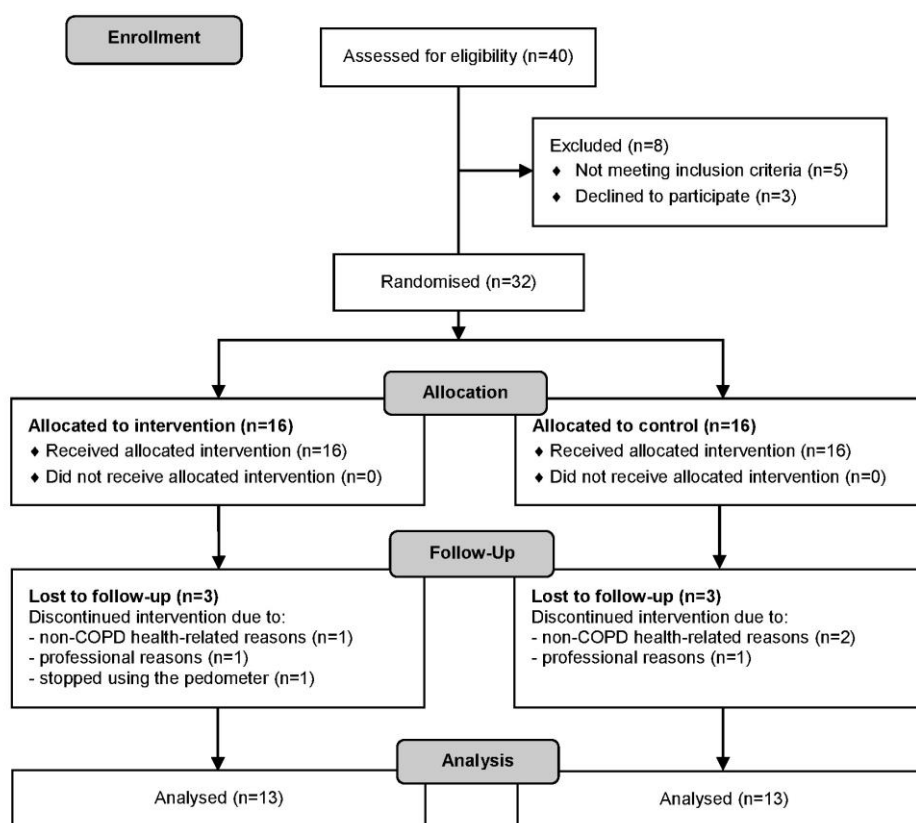 Enrollment
Assessed for eligibility (n=40)
Excluded (n=8)
♦ Not meeting inclusion criteria (n=5)
♦ Declined to participate (n=3)
Randomised (n=32)
Allocation
Allocated to intervention (n=16)
♦ Received allocated intervention (n=16)
♦ Did not receive allocated intervention (n=0)
Allocated to control (n=16)
♦ Received allocated intervention (n=16)
♦ Did not receive allocated intervention (n=0)
Follow-Up
Lost to follow-up (n=3)
Discontinued intervention due to:
- non-COPD health-related reasons (n=1)
- professional reasons (n=1)
- stopped using the pedometer (n=1)
Lost to follow-up (n=3)
Discontinued intervention due to:
- non-COPD health-related reasons (n=2)
- professional reasons (n=1)
Analysis
Analysed (n=13)
Analysed (n=13)